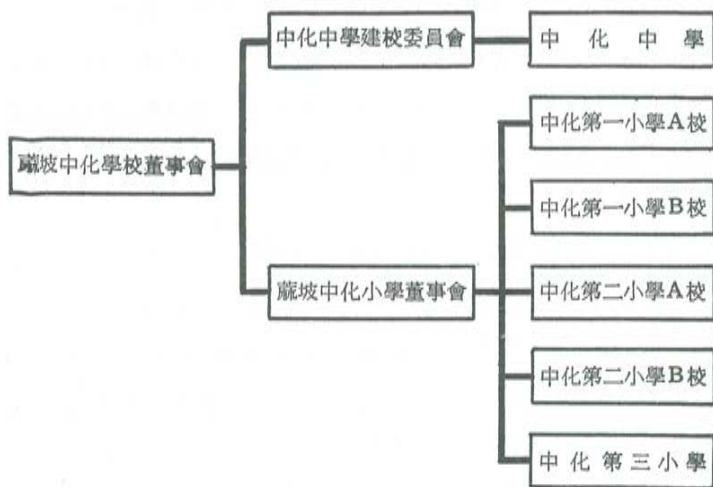 中化中學建校委員會
中化中學
中化第一小學A校
蔴坡中化學校董事會
中化第一小學B校
蔴坡中化小學董事會
中化第二小學A校
中化第二小學B校
中化第三小學